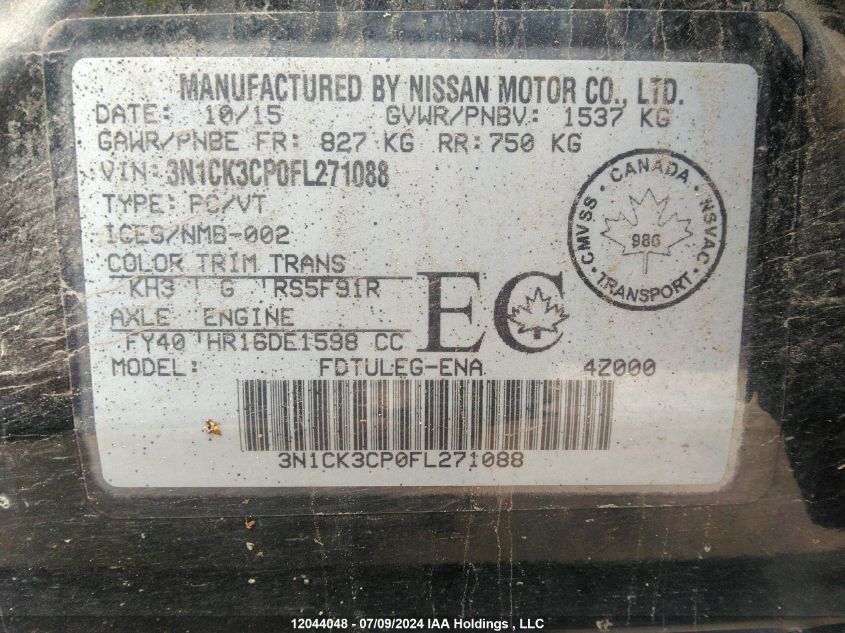 MANUFACTURED BY NISSAN MOTOR CO., LTD.
DATE: 10/15 GVWR/PNBV: 1537 KG
GAWR/PNBE FR: 827 KG RR: 750 KG
VIN: 3N1CK3CP0FL271088
TYPE: PC/VT
ICES/NMB-002
COLOR TRIM TRANS
KH3 G RS5F91R
AXLE ENGINE
FY40 HR16DE1598 CC
EC
CMVSS • CANADA • NSVAC • TRANSPORT •
986
MODEL: FDTULEG-ENA 4Z000
3N1CK3CP0FL271088
12044048 - 07/09/2024 IAA Holdings , LLC